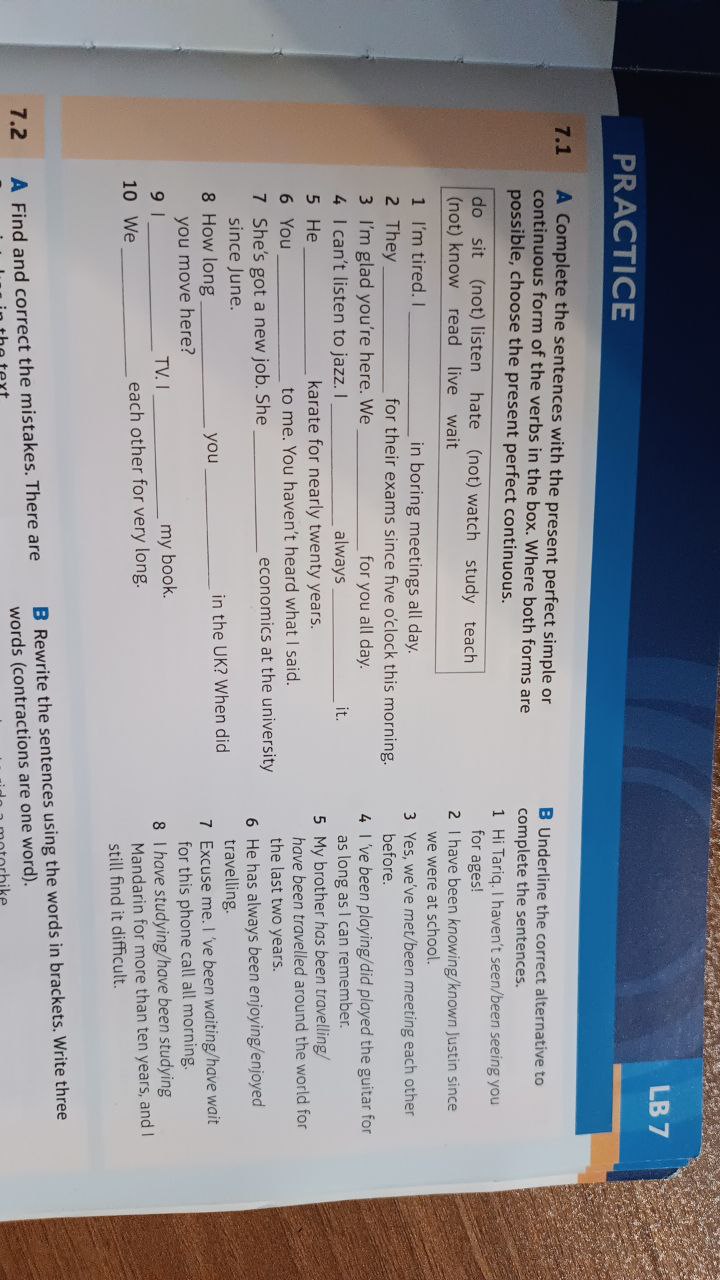 LB 7
PRACTICE
7.1
A Complete the sentences with the present perfect simple or
continuous form of the verbs in the box. Where both forms are
possible, choose the present perfect continuous.
do sit (not) listen hate (not) watch study teach
(not) know read live wait
1 I'm tired. I ____________ in boring meetings all day.
2 They ____________ for their exams since five o'clock this morning.
3 I'm glad you're here. We ____________ for you all day.
4 I can't listen to jazz. I ____________ always ____________ it.
5 He ____________ karate for nearly twenty years.
6 You ____________ to me. You haven't heard what I said.
7 She's got a new job. She ____________ economics at the university
since June.
8 How long ____________ you ____________ in the UK? When did
you move here?
9 I ____________ TV. I ____________ my book.
10 We ____________ each other for very long.
B Underline the correct alternative to
complete the sentences.
1 Hi Tariq. I haven't seen/been seeing you
for ages!
2 I have been knowing/known Justin since
we were at school.
3 Yes, we've met/been meeting each other
before.
4 I 've been playing/did played the guitar for
as long as I can remember.
5 My brother has been travelling/
have been travelled around the world for
the last two years.
6 He has always been enjoying/enjoyed
travelling.
7 Excuse me. I 've been waiting/have wait
for this phone call all morning.
8 I have studying/have been studying
Mandarin for more than ten years, and I
still find it difficult.
7.2
A Find and correct the mistakes. There are
in the text
B Rewrite the sentences using the words in brackets. Write three
words (contractions are one word).
a motorbike